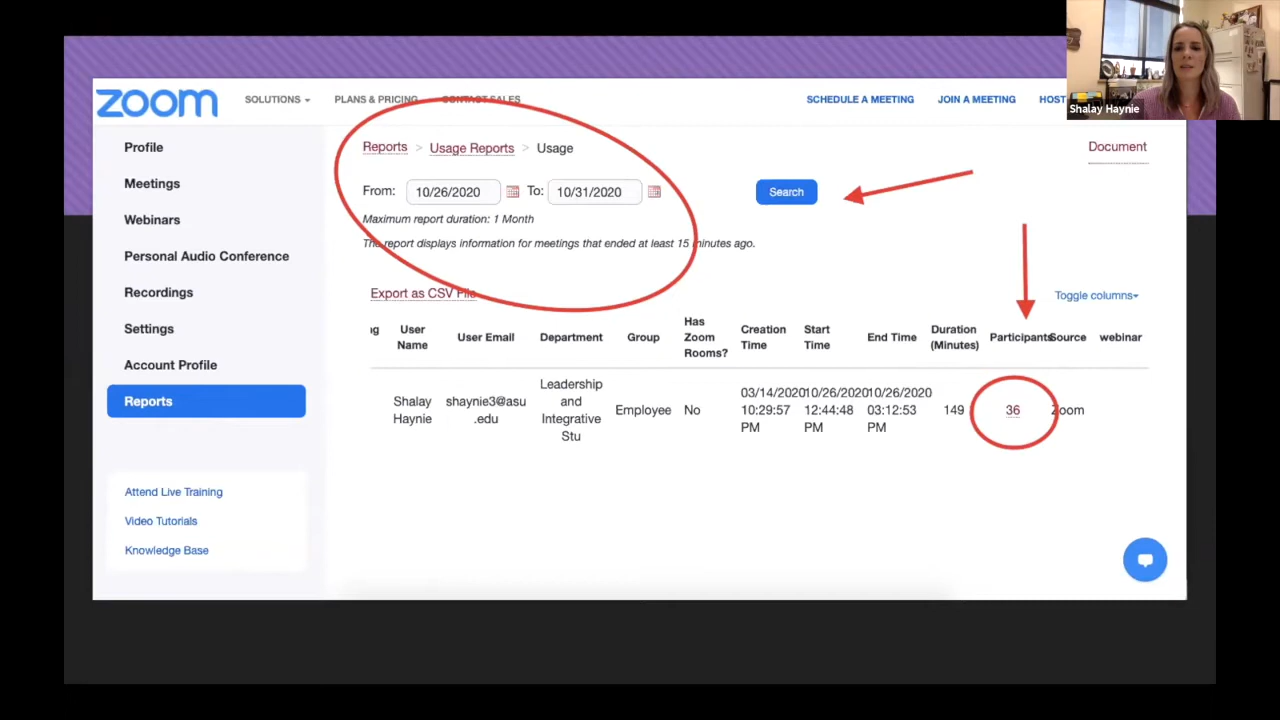 zoom
SOLUTIONS
PLANS & PRICING
CONTACT SALES
SCHEDULE A MEETING
JOIN A MEETING
HOST
Shalay Haynie
Profile
Meetings
Webinars
Personal Audio Conference
Recordings
Settings
Account Profile
Reports
Attend Live Training
Video Tutorials
Knowledge Base
Reports > Usage Reports > Usage
Document
From: 10/26/2020 To: 10/31/2020
Search
Maximum report duration: 1 Month
The report displays information for meetings that ended at least 15 minutes ago.
Export as CSV File
Toggle columns
ng
User
Name
User Email
Department
Group
Has
Zoom
Rooms?
Creation
Time
Start
Time
End Time
Duration
(Minutes)
Participants
Source
webinar
Shalay
Haynie
shaynie3@asu
.edu
Leadership
and
Integrative
Stu
Employee
No
03/14/2020
10:29:57
PM
10/26/2020
12:44:48
PM
10/26/2020
03:12:53
PM
149
36
Zoom